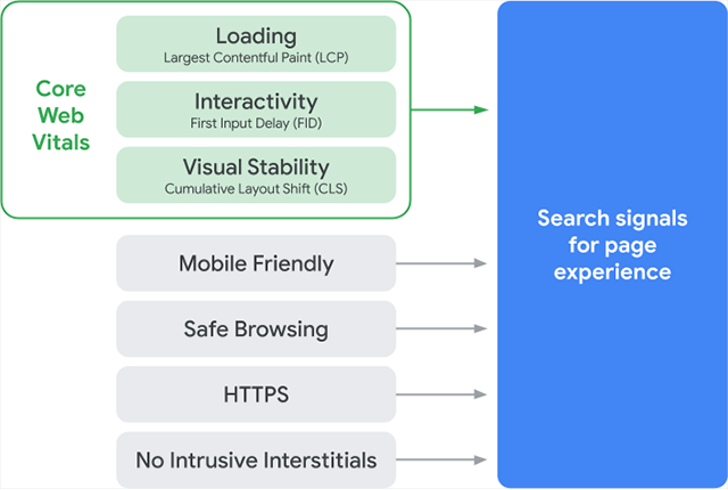 Core
Web
Vitals
Loading
Largest Contentful Paint (LCP)
Interactivity
First Input Delay (FID)
Visual Stability
Cumulative Layout Shift (CLS)
Mobile Friendly
Safe Browsing
HTTPS
No Intrusive Interstitials
Search signals
for page
experience